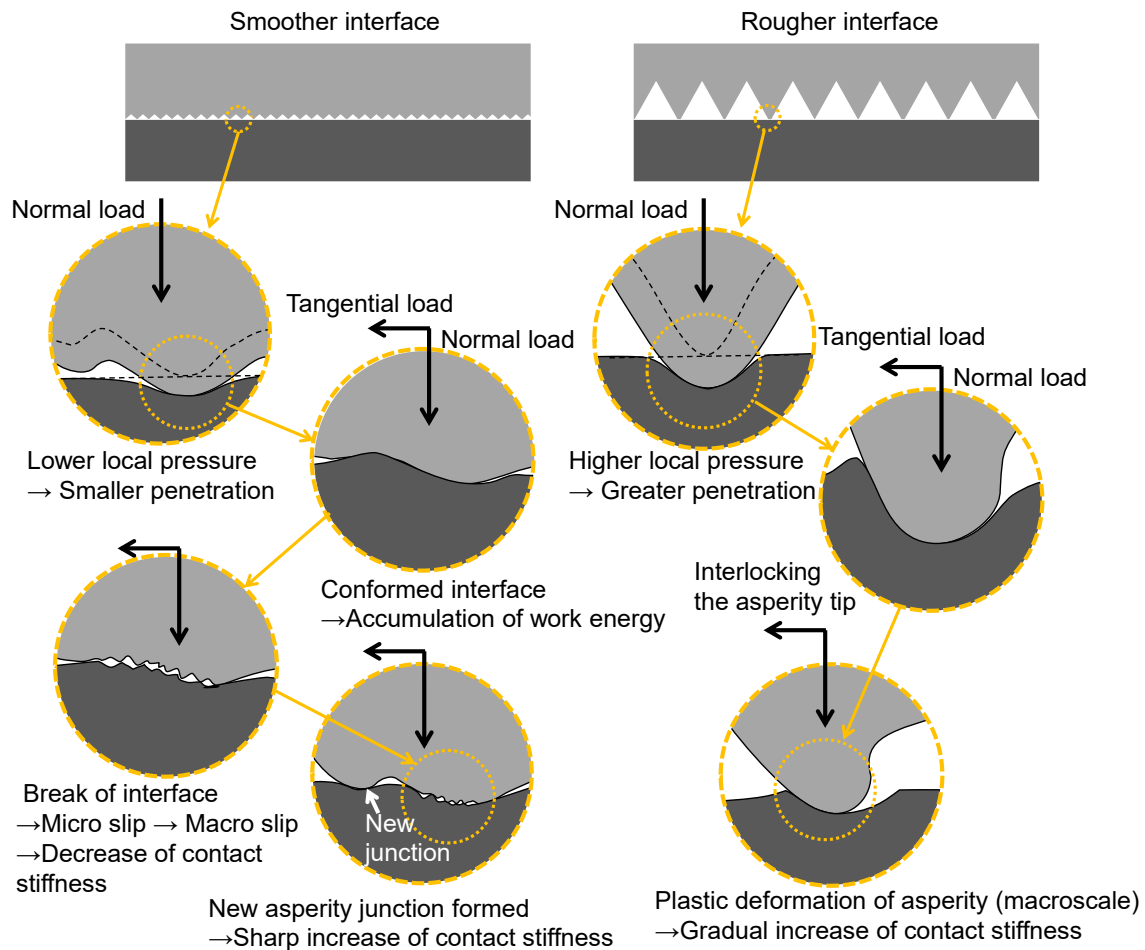 Smoother interface
Rougher interface
Normal load
Normal load
Tangential load
Normal load
Tangential load
Normal load
Lower local pressure
→ Smaller penetration
Higher local pressure
→ Greater penetration
Conformed interface
→Accumulation of work energy
Interlocking
the asperity tip
Break of interface
→Micro slip → Macro slip
→Decrease of contact
stiffness
New
junction
New asperity junction formed
→Sharp increase of contact stiffness
Plastic deformation of asperity (macroscale)
→Gradual increase of contact stiffness